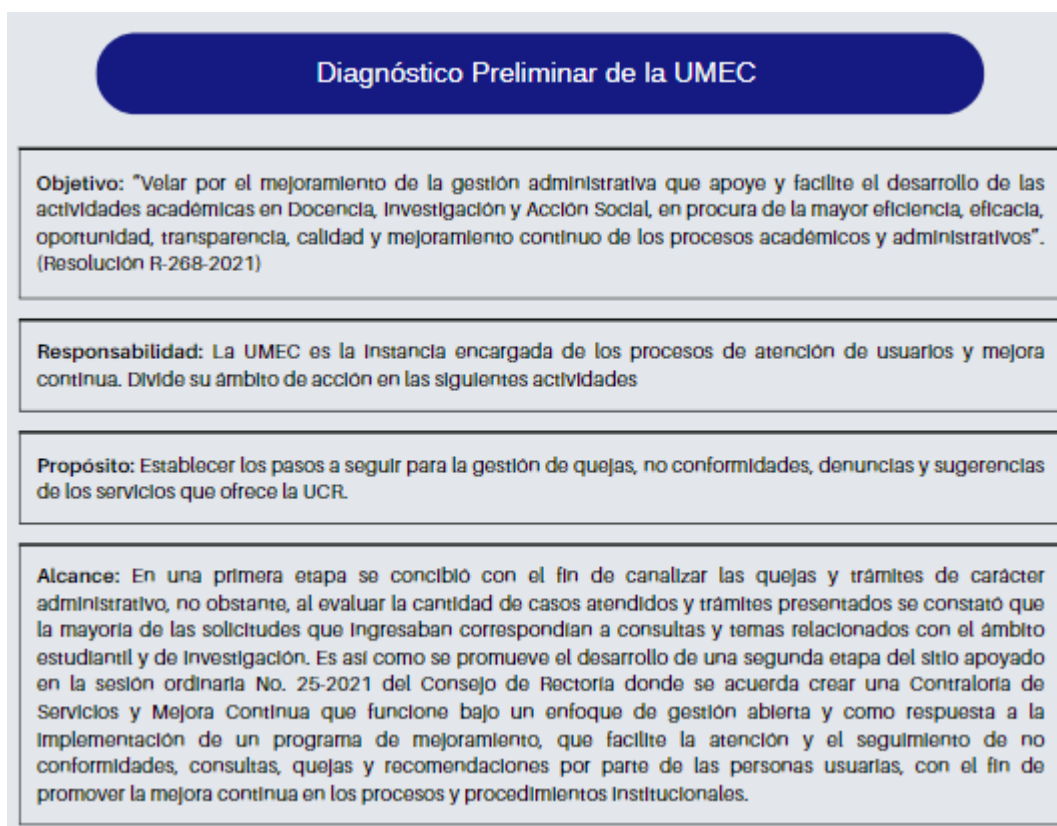 Diagnóstico Preliminar de la UMEC
Objetivo: "Velar por el mejoramiento de la gestión administrativa que apoye y facilite el desarrollo de las
actividades académicas en Docencia, Investigación y Acción Social, en procura de la mayor eficiencia, eficacia,
oportunidad, transparencia, calidad y mejoramiento continuo de los procesos académicos y administrativos".
(Resolución R-268-2021)
Responsabilidad: La UMEC es la instancia encargada de los procesos de atención de usuarios y mejora
continua. Divide su ámbito de acción en las siguientes actividades
Propósito: Establecer los pasos a seguir para la gestión de quejas, no conformidades, denuncias y sugerencias
de los servicios que ofrece la UCR.
Alcance: En una primera etapa se concibió con el fin de canalizar las quejas y trámites de carácter
administrativo, no obstante, al evaluar la cantidad de casos atendidos y trámites presentados se constató que
la mayoría de las solicitudes que ingresaban correspondían a consultas y temas relacionados con el ámbito
estudiantil y de investigación. Es así como se promueve el desarrollo de una segunda etapa del sitio apoyado
en la sesión ordinaria No. 25-2021 del Consejo de Rectoría donde se acuerda crear una Contraloría de
Servicios y Mejora Continua que funcione bajo un enfoque de gestión abierta y como respuesta a la
implementación de un programa de mejoramiento, que facilite la atención y el seguimiento de no
conformidades, consultas, quejas y recomendaciones por parte de las personas usuarias, con el fin de
promover la mejora continua en los procesos y procedimientos institucionales.